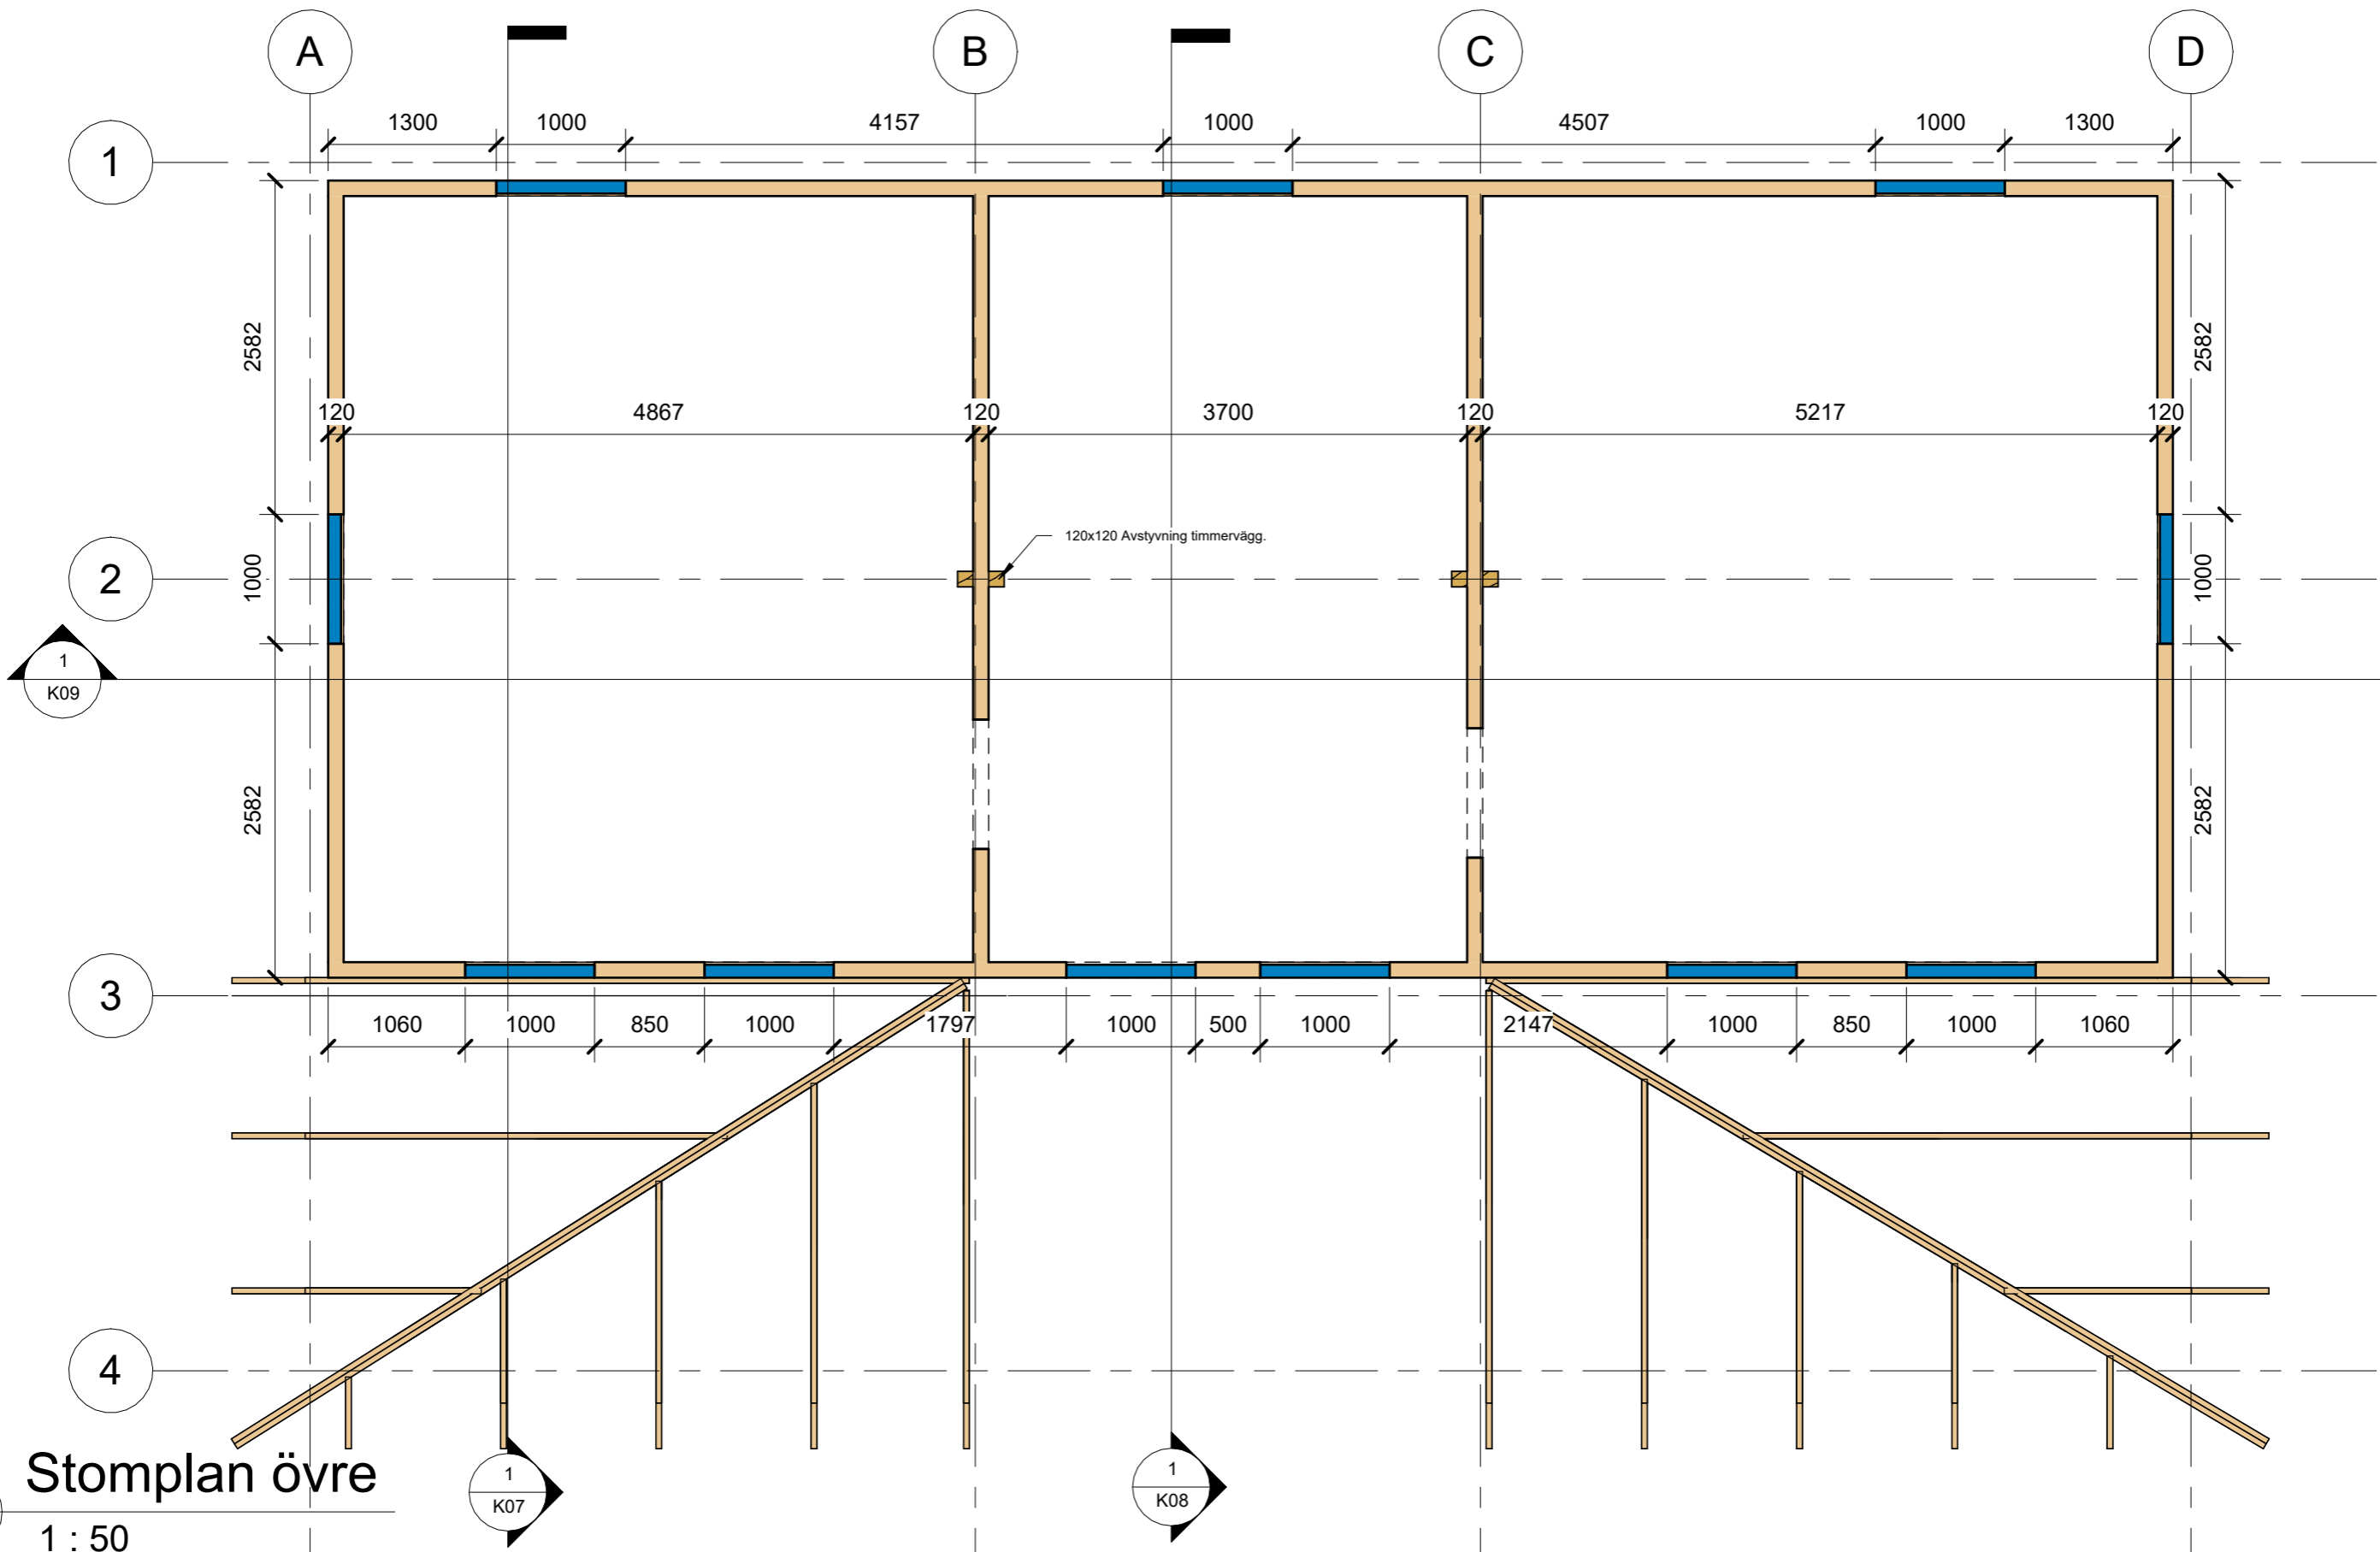 A B C D
1300 1000 4157 1000 4507 1000 1300
1
2582 2582
120 4867 120 3700 120 5217 120
120x120 Avstyvning timmervägg.
2
1000 1000
1
K09
2582 2582
3
1060 1000 850 1000 1797 1000 500 1000 2147 1000 850 1000 1060
4
Stomplan övre
1 : 50
1
K07
1
K08